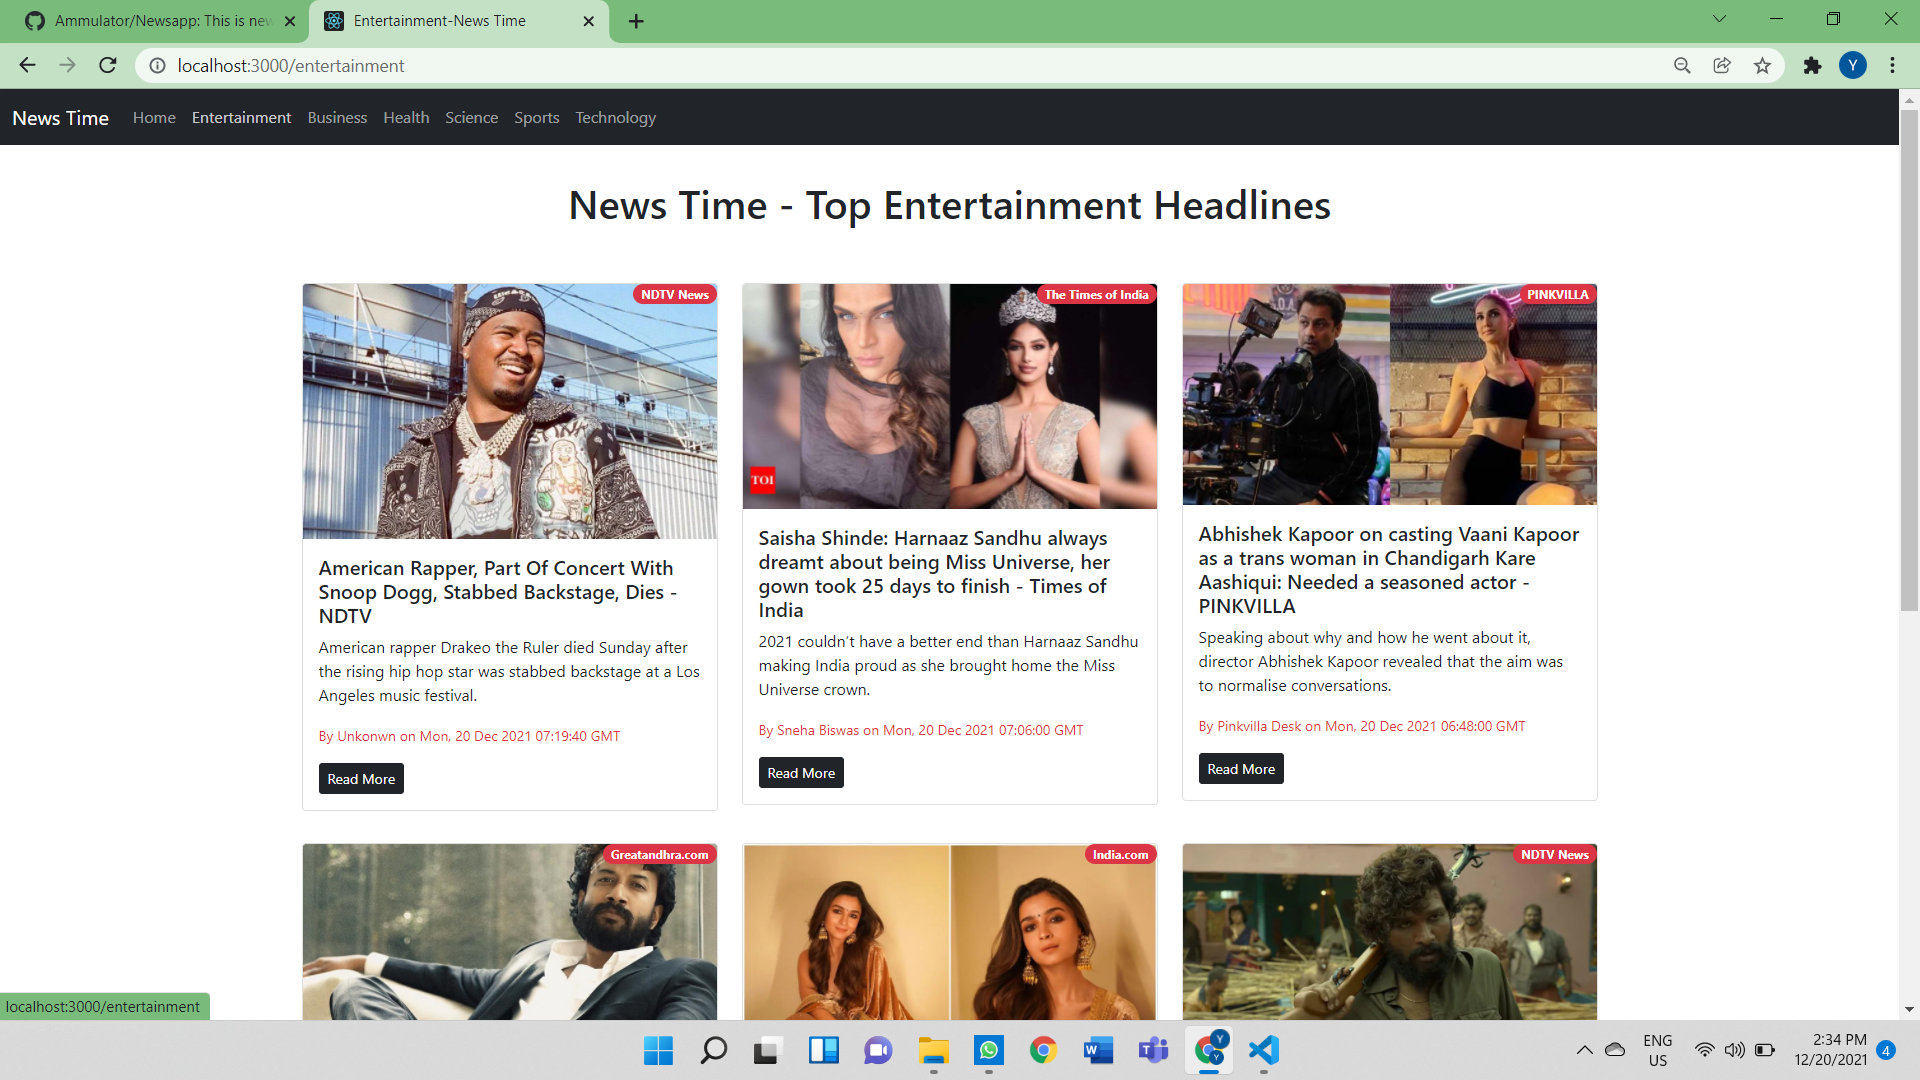 Ammulator/Newsapp: This is new
Entertainment-News Time
localhost:3000/entertainment
Y
News Time
Home
Entertainment
Business
Health
Science
Sports
Technology
News Time - Top Entertainment Headlines
NDTV News
American Rapper, Part Of Concert With
Snoop Dogg, Stabbed Backstage, Dies -
NDTV
American rapper Drakeo the Ruler died Sunday after
the rising hip hop star was stabbed backstage at a Los
Angeles music festival.
By Unkonwn on Mon, 20 Dec 2021 07:19:40 GMT
Read More
The Times of India
TOI
Saisha Shinde: Harnaaz Sandhu always
dreamt about being Miss Universe, her
gown took 25 days to finish - Times of
India
2021 couldn't have a better end than Harnaaz Sandhu
making India proud as she brought home the Miss
Universe crown.
By Sneha Biswas on Mon, 20 Dec 2021 07:06:00 GMT
Read More
PINKVILLA
Abhishek Kapoor on casting Vaani Kapoor
as a trans woman in Chandigarh Kare
Aashiqui: Needed a seasoned actor -
PINKVILLA
Speaking about why and how he went about it,
director Abhishek Kapoor revealed that the aim was
to normalise conversations.
By Pinkvilla Desk on Mon, 20 Dec 2021 06:48:00 GMT
Read More
Greatandhra.com
India.com
NDTV News
localhost:3000/entertainment
ENG
US
2:34 PM
12/20/2021
4